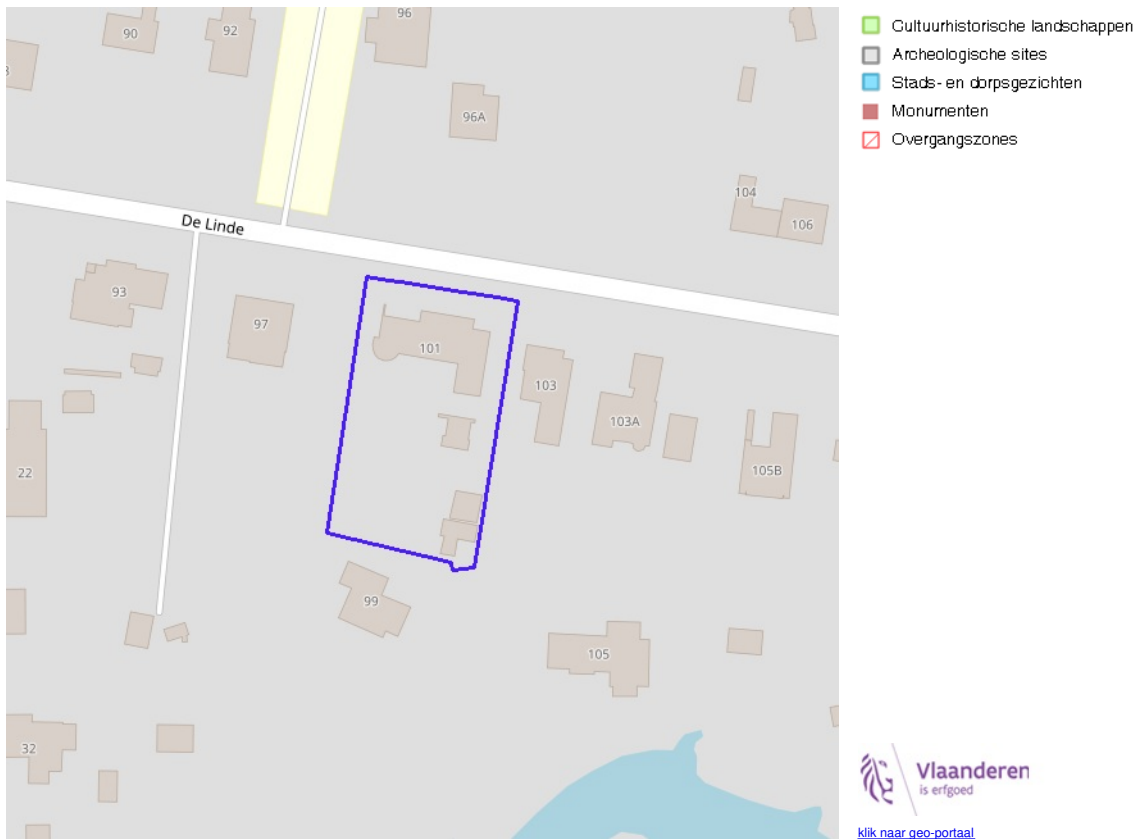 90
92
96
96A
104
106
De Linde
93
97
101
103
103A
105B
22
99
105
32
Cultuurhistorische landschappen
Archeologische sites
Stads- en dorpsgezichten
Monumenten
Overgangszones
Vlaanderen
is erfgoed
klik naar geo-portaal